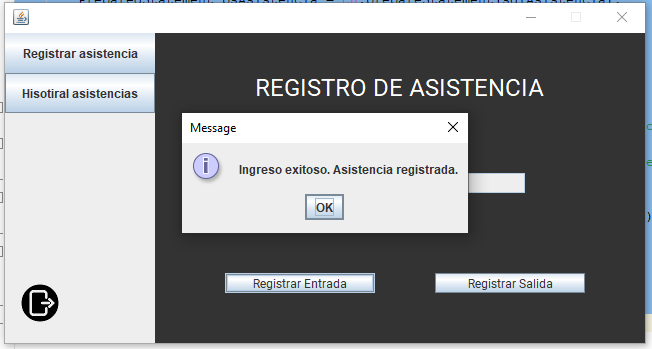 Registrar asistencia
Hisotiral asistencias
REGISTRO DE ASISTENCIA
Message
Ingreso exitoso. Asistencia registrada.
OK
Registrar Entrada
Registrar Salida